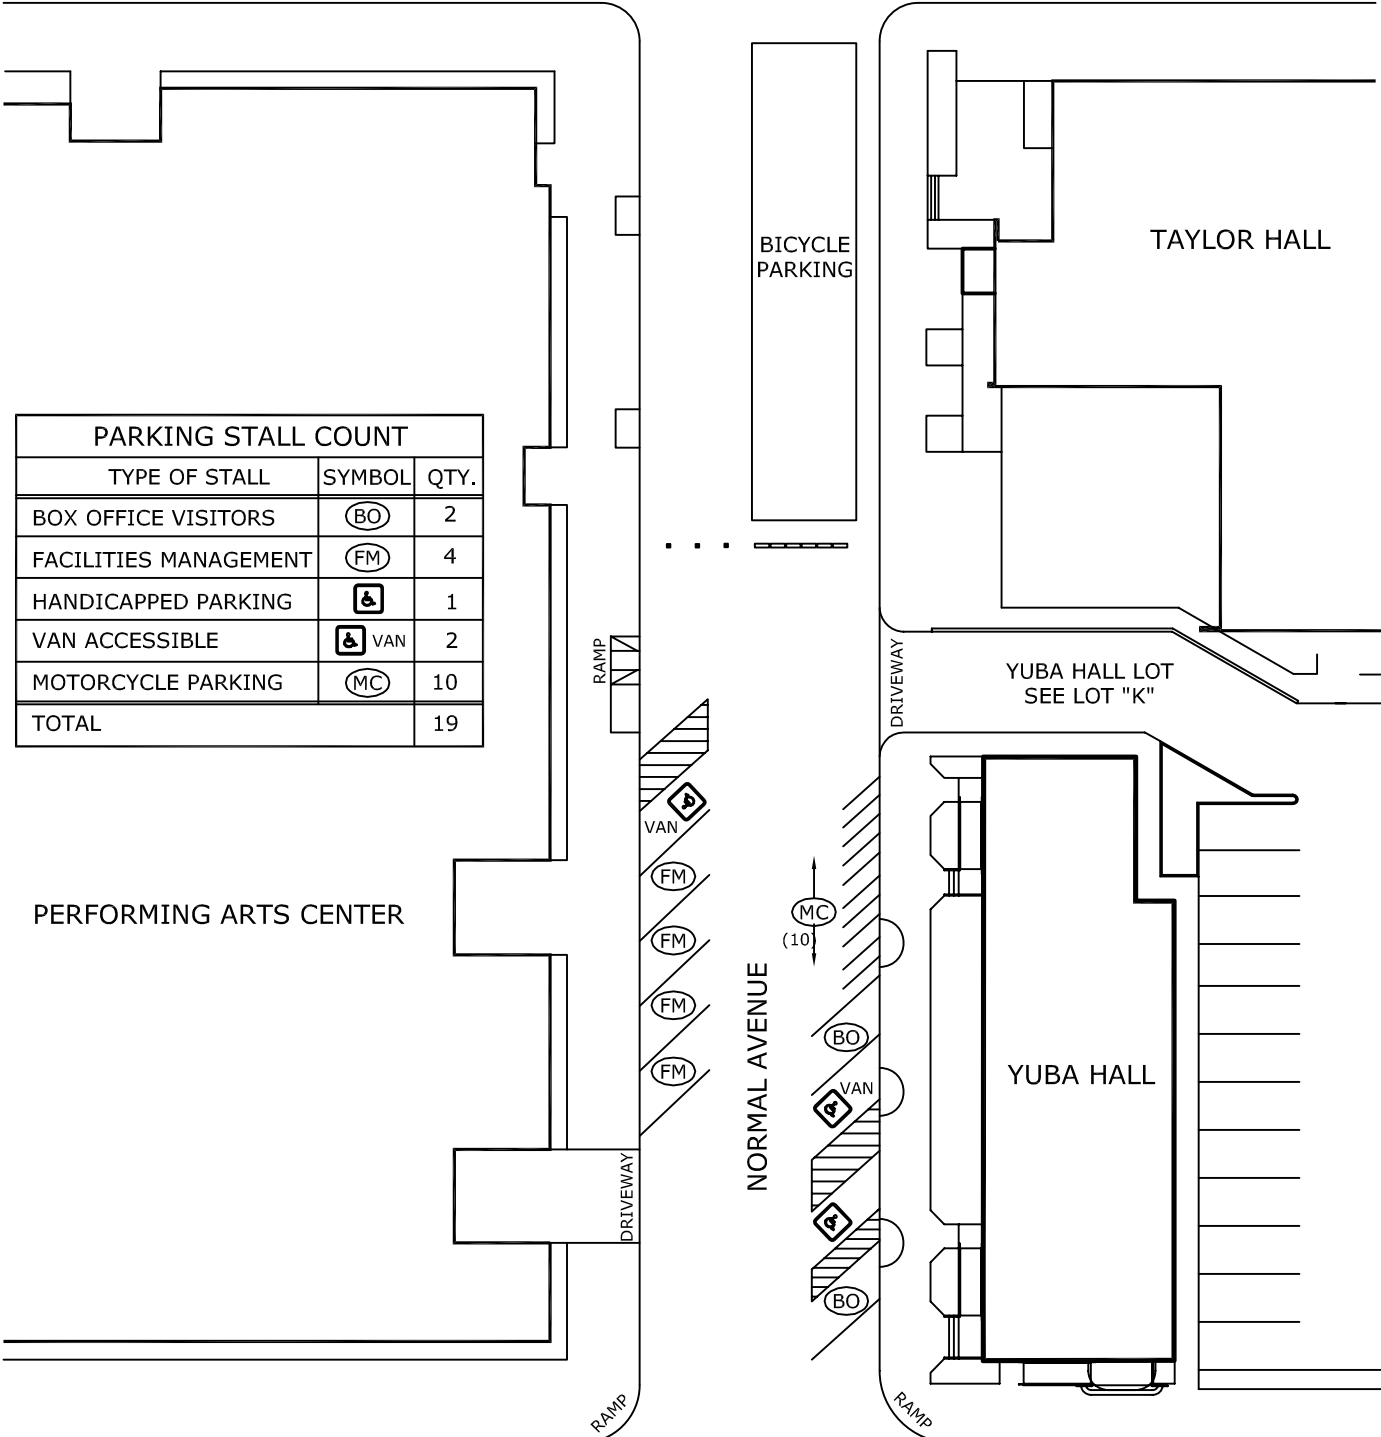 BICYCLE
PARKING
TAYLOR HALL
PARKING STALL COUNT
TYPE OF STALL SYMBOL QTY.
BOX OFFICE VISITORS BO 2
FACILITIES MANAGEMENT FM 4
HANDICAPPED PARKING 1
VAN ACCESSIBLE VAN 2
MOTORCYCLE PARKING MC 10
TOTAL 19
RAMP
DRIVEWAY
YUBA HALL LOT
SEE LOT "K"
VAN
FM
PERFORMING ARTS CENTER
MC
(10)
FM
FM
BO
NORMAL AVENUE
FM
YUBA HALL
VAN
DRIVEWAY
BO
RAMP
RAMP